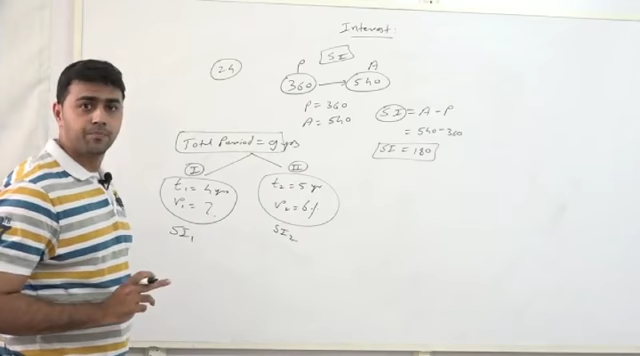 Interest:
SI
24
P A
360 → 540
P = 360
A = 540
SI = A - P
= 540 - 360
SI = 180
Total Period = 9 yrs
I II
t₁ = 4 yrs
r₁ = ?
t₂ = 5 yrs
r₂ = 6%
SI₁ SI₂